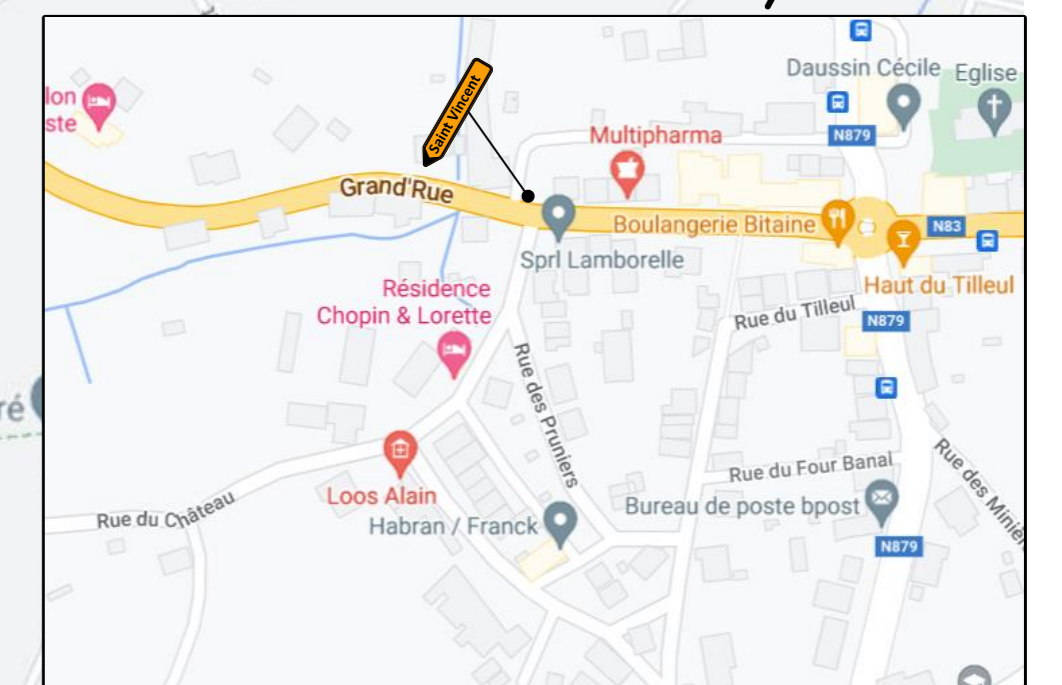 Daussin Cécile
Eglise
lon
ste
Saint Vincent
Multipharma
N879
Grand'Rue
Boulangerie Bitaine
N83
Sprl Lamborelle
Haut du Tilleul
Résidence
Chopin & Lorette
Rue du Tilleul
N879
Rue des Pruniers
ré
Rue du Four Banal
Rue des Miniè
Loos Alain
Rue du Château
Habran / Franck
Bureau de poste bpost
N879